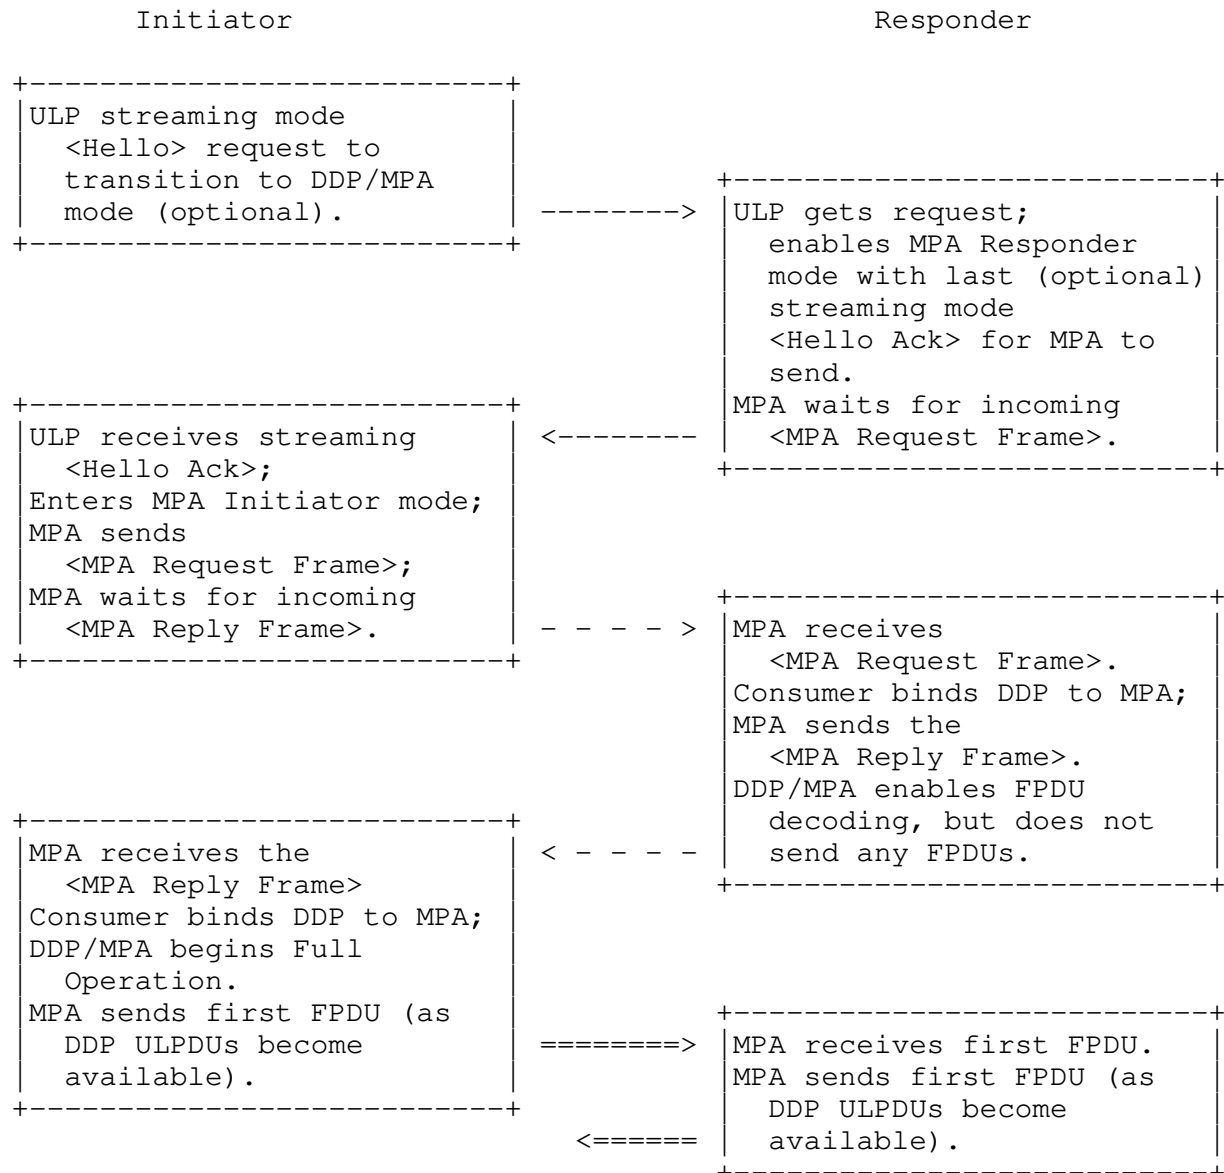 Initiator                                 Responder

+---------------------------+
|ULP streaming mode         |
|  <Hello> request to       |
|  transition to DDP/MPA    |           +---------------------------+
|  mode (optional).         | --------> |ULP gets request;          |
+---------------------------+           |  enables MPA Responder    |
                                        |  mode with last (optional)|
                                        |  streaming mode           |
                                        |  <Hello Ack> for MPA to   |
                                        |  send.                    |
+---------------------------+           |MPA waits for incoming     |
|ULP receives streaming     | <-------- |  <MPA Request Frame>.     |
|  <Hello Ack>;             |           +---------------------------+
|Enters MPA Initiator mode; |
|MPA sends                  |
|  <MPA Request Frame>;     |
|MPA waits for incoming     |           +---------------------------+
|  <MPA Reply Frame>.       | - - - - > |MPA receives               |
+---------------------------+           |  <MPA Request Frame>.     |
                                        |Consumer binds DDP to MPA; |
                                        |MPA sends the              |
                                        |  <MPA Reply Frame>.       |
                                        |DDP/MPA enables FPDU       |
+---------------------------+           |  decoding, but does not   |
|MPA receives the           | < - - - - |  send any FPDUs.          |
|  <MPA Reply Frame>        |           +---------------------------+
|Consumer binds DDP to MPA; |
|DDP/MPA begins Full        |
|  Operation.               |
|MPA sends first FPDU (as   |           +---------------------------+
|  DDP ULPDUs become        | ========> |MPA receives first FPDU.   |
|  available).              |           |MPA sends first FPDU (as   |
+---------------------------+           |  DDP ULPDUs become        |
                                <====== |  available).              |
                                        +---------------------------+